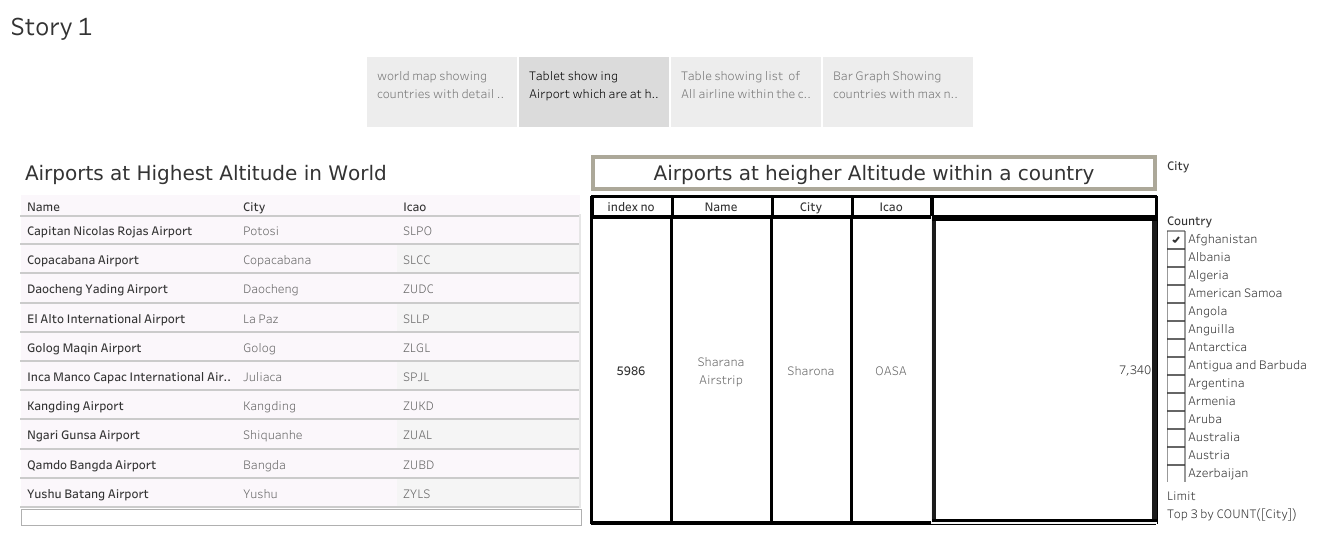 Story 1
world map showing
countries with detail ..
Tablet show ing
Airport which are at h..
Table showing list of
All airline within the c..
Bar Graph Showing
countries with max n..
Airports at Highest Altitude in World
Name City Icao
Capitan Nicolas Rojas Airport Potosi SLPO
Copacabana Airport Copacabana SLCC
Daocheng Yading Airport Daocheng ZUDC
El Alto International Airport La Paz SLLP
Golog Maqin Airport Golog ZLGL
Inca Manco Capac International Air.. Juliaca SPJL
Kangding Airport Kangding ZUKD
Ngari Gunsa Airport Shiquanhe ZUAL
Qamdo Bangda Airport Bangda ZUBD
Yushu Batang Airport Yushu ZYLS
Airports at heigher Altitude within a country
index no Name City Icao
5986 Sharana Airstrip Sharona OASA 7,340
City
Country
✔ Afghanistan
Albania
Algeria
American Samoa
Angola
Anguilla
Antarctica
Antigua and Barbuda
Argentina
Armenia
Aruba
Australia
Austria
Azerbaijan
Limit
Top 3 by COUNT([City])